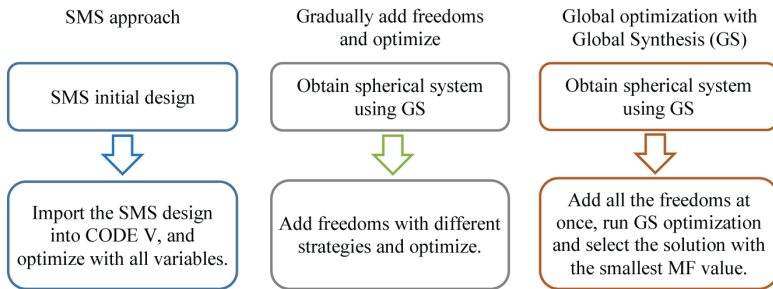 SMS approach
SMS initial design
Import the SMS design
into CODE V, and
optimize with all variables.
Gradually add freedoms
and optimize
Obtain spherical system
using GS
Add freedoms with different
strategies and optimize.
Global optimization with
Global Synthesis (GS)
Obtain spherical system
using GS
Add all the freedoms at
once, run GS optimization
and select the solution with
the smallest MF value.